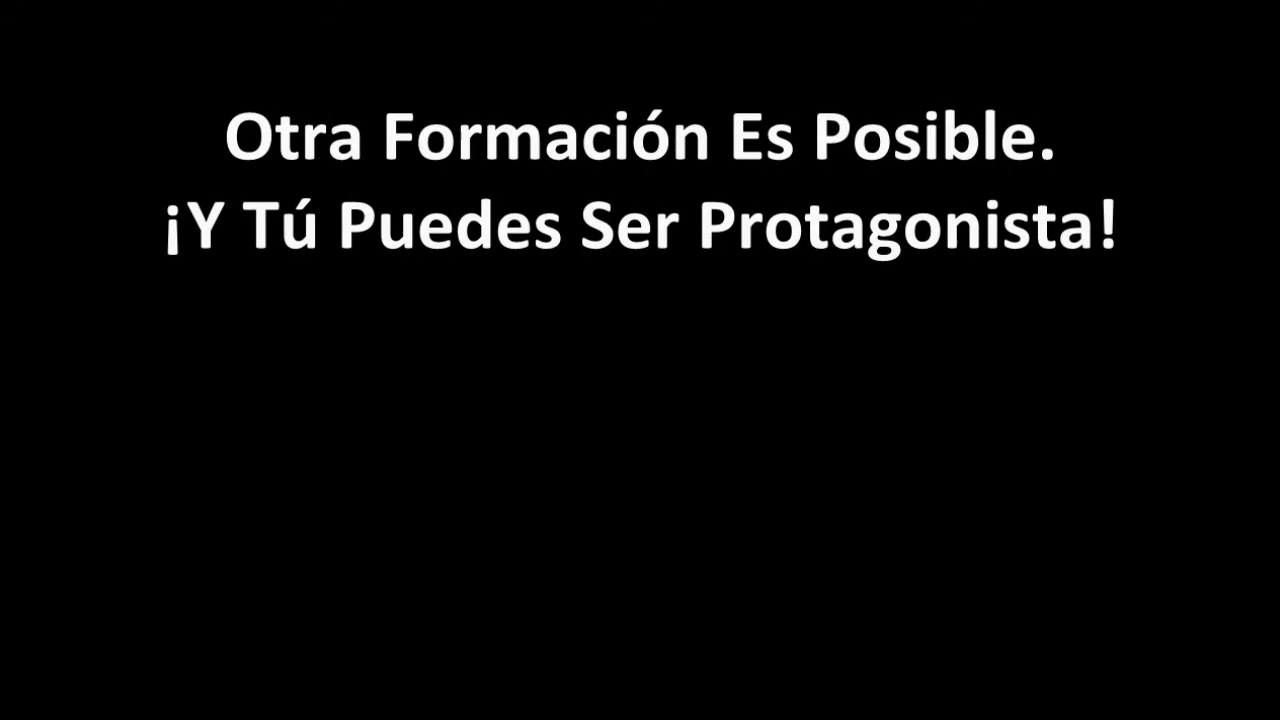 Otra Formación Es Posible.
¡Y Tú Puedes Ser Protagonista!